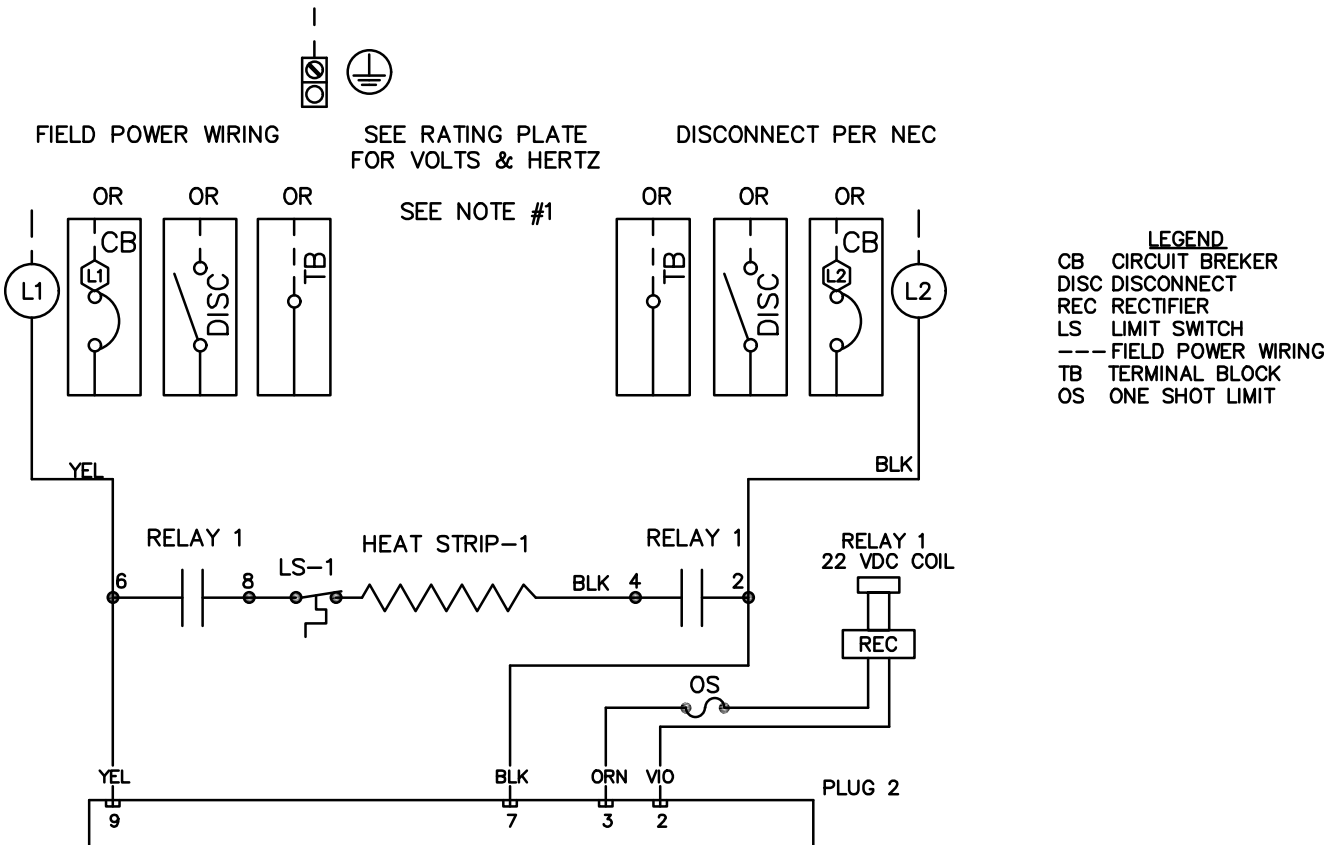 FIELD POWER WIRING
SEE RATING PLATE
FOR VOLTS & HERTZ
DISCONNECT PER NEC
SEE NOTE #1
OR
OR
OR
OR
OR
OR
L1
CB
L1
DISC
TB
TB
DISC
CB
L2
L2
LEGEND
CB CIRCUIT BREKER
DISC DISCONNECT
REC RECTIFIER
LS LIMIT SWITCH
--- FIELD POWER WIRING
TB TERMINAL BLOCK
OS ONE SHOT LIMIT
YEL
BLK
RELAY 1
LS-1
HEAT STRIP-1
RELAY 1
RELAY 1
22 VDC COIL
6
8
BLK
4
2
REC
OS
YEL
BLK
ORN
VIO
PLUG 2
9
7
3
2